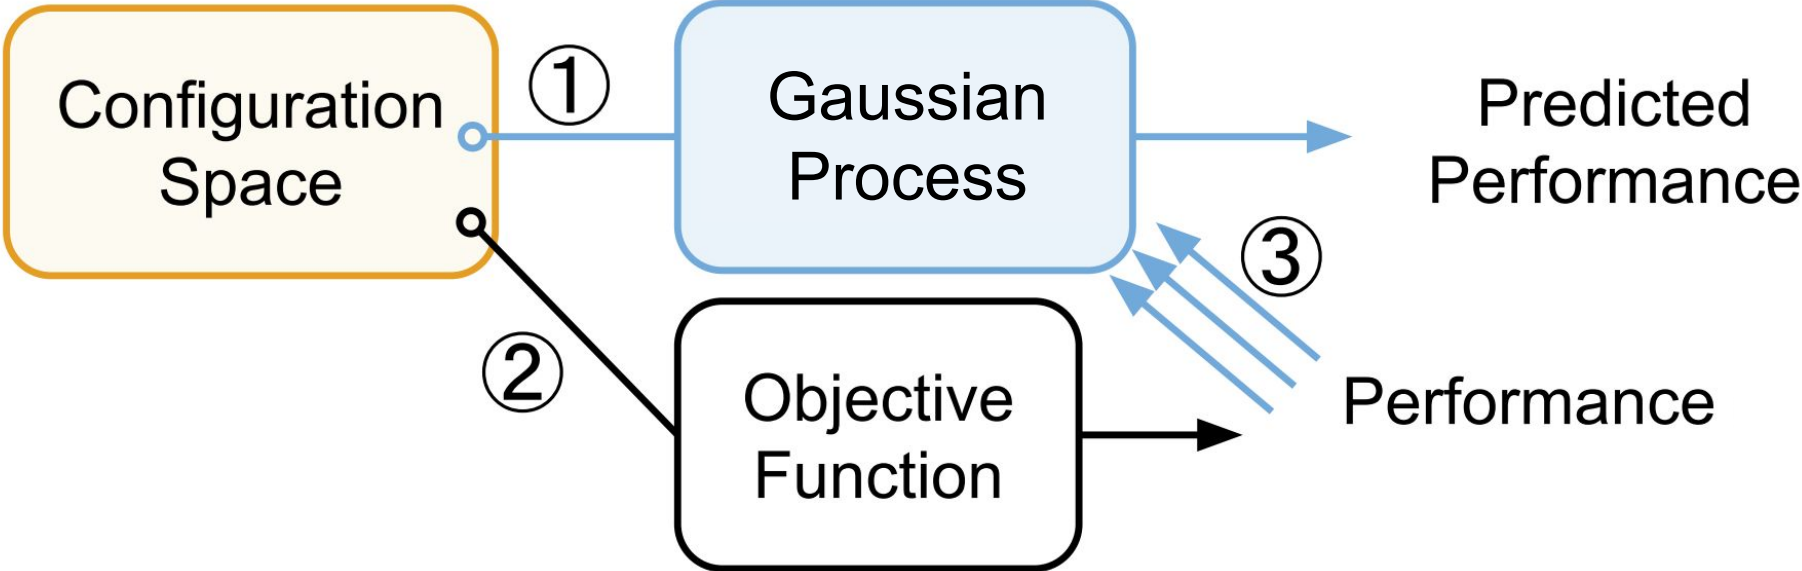 Configuration
Space
①
Gaussian
Process
Predicted
Performance
②
③
Objective
Function
Performance